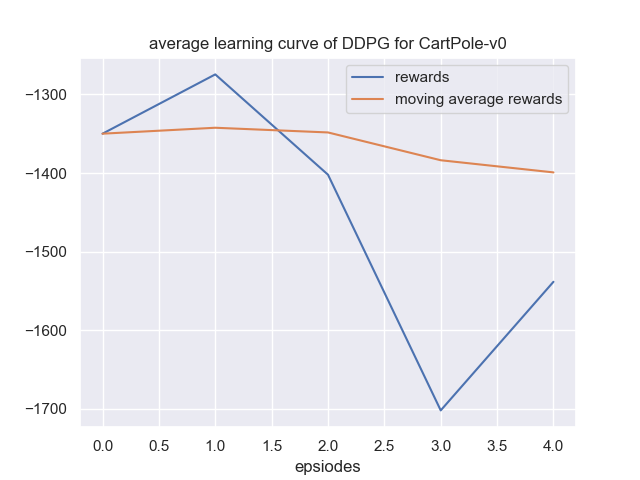 average learning curve of DDPG for CartPole-v0
rewards
moving average rewards
−1300
−1400
−1500
−1600
−1700
0.0 0.5 1.0 1.5 2.0 2.5 3.0 3.5 4.0
epsiodes